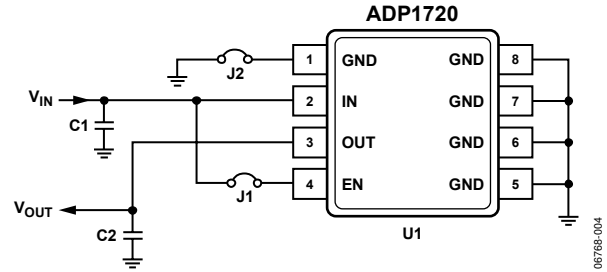 ADP1720
J2
1 GND GND 8
VIN
2 IN GND 7
C1
3 OUT GND 6
J1
4 EN GND 5
VOUT
C2
U1
06768-004